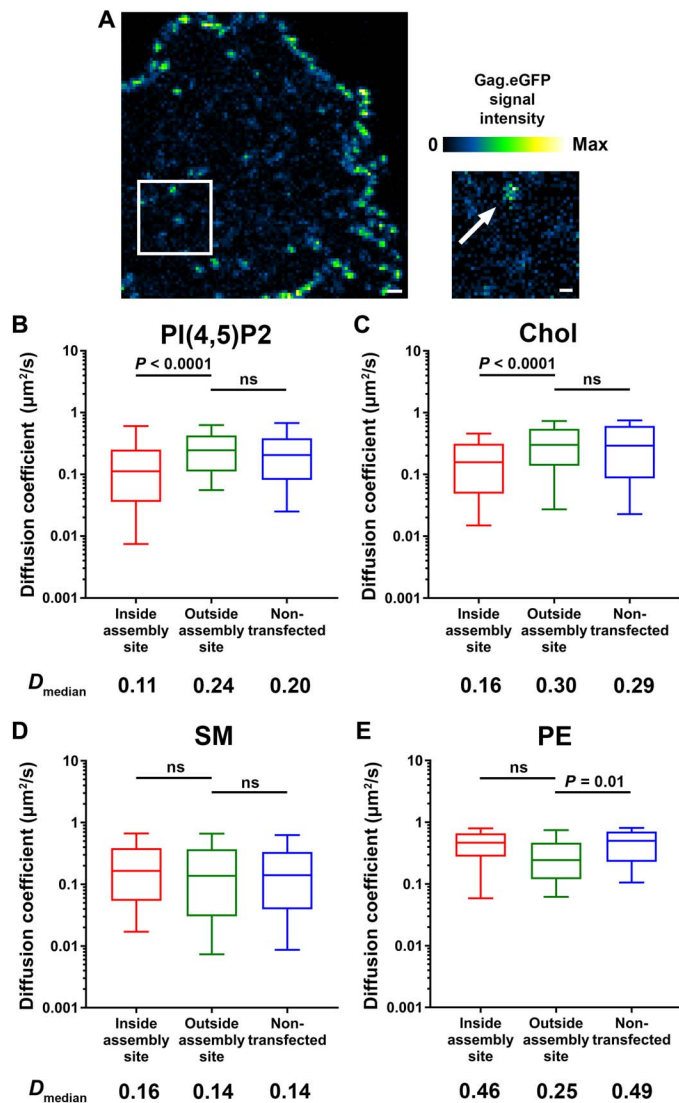 A
Gag.eGFP
signal
intensity
0 Max
B
PI(4,5)P2
Diffusion coefficient (µm²/s)
10
1
0.1
0.01
0.001
P < 0.0001
ns
Inside assembly site
Outside assembly site
Non-transfected
D median 0.11 0.24 0.20
C
Chol
Diffusion coefficient (µm²/s)
10
1
0.1
0.01
0.001
P < 0.0001
ns
Inside assembly site
Outside assembly site
Non-transfected
0.16 0.30 0.29
D
SM
Diffusion coefficient (µm²/s)
10
1
0.1
0.01
0.001
ns
ns
Inside assembly site
Outside assembly site
Non-transfected
D median 0.16 0.14 0.14
E
PE
Diffusion coefficient (µm²/s)
10
1
0.1
0.01
0.001
ns
P = 0.01
Inside assembly site
Outside assembly site
Non-transfected
0.46 0.25 0.49